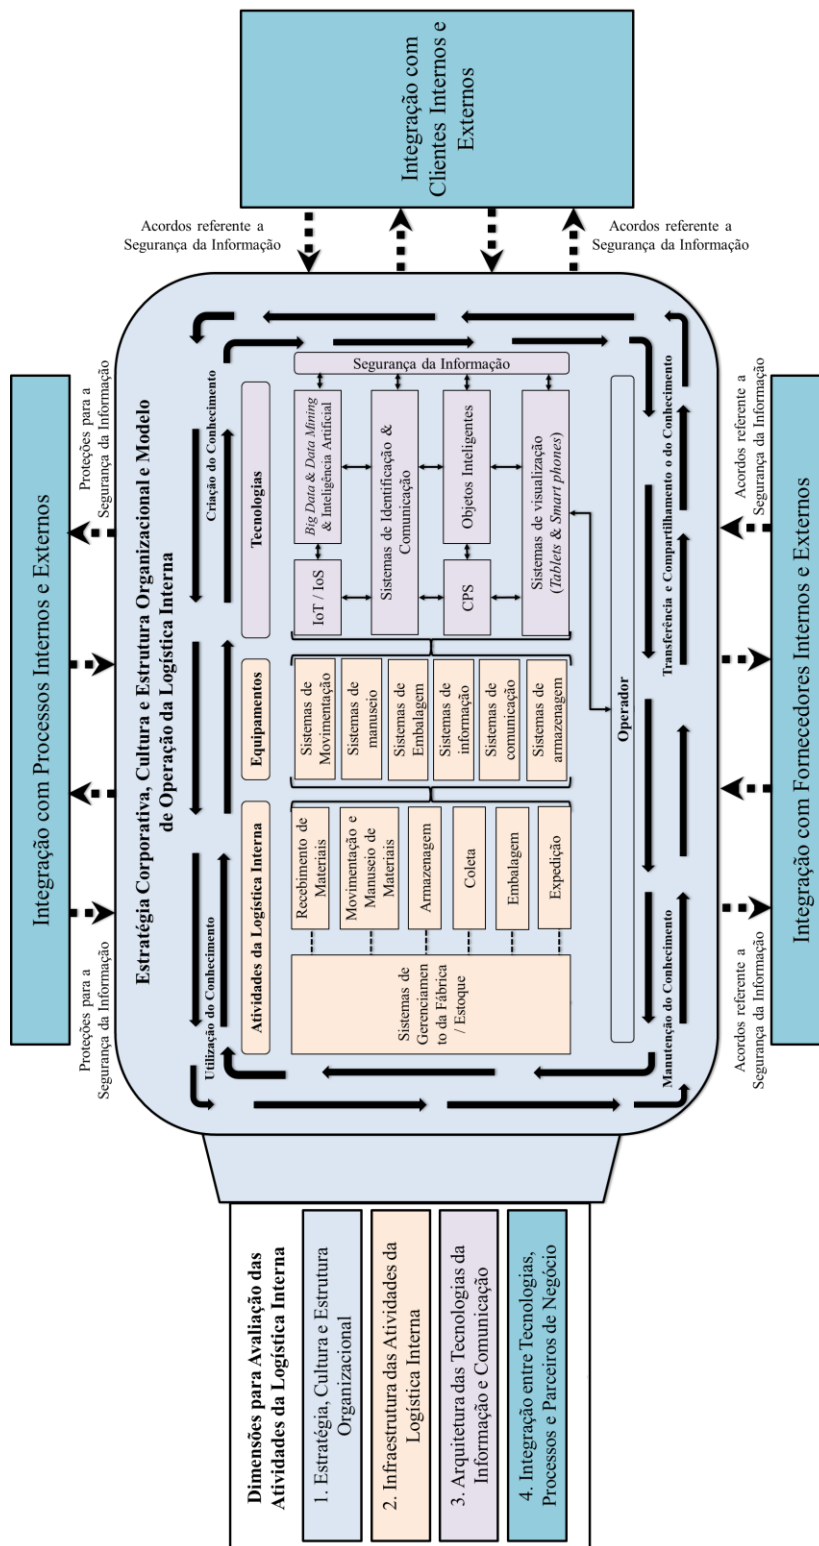 Integração com Processos Internos e Externos
Proteções para a
Segurança da Informação
Proteções para a
Segurança da Informação
Dimensões para Avaliação das
Atividades da Logística Interna
1. Estratégia, Cultura e Estrutura
Organizacional
2. Infraestrutura das Atividades da
Logística Interna
3. Arquitetura das Tecnologias da
Informação e Comunicação
4. Integração entre Tecnologias,
Processos e Parceiros de Negócio
Estratégia Corporativa, Cultura e Estrutura Organizacional e Modelo
de Operação da Logística Interna
Utilização do Conhecimento
Criação do Conhecimento
Atividades da Logística Interna
Equipamentos
Tecnologias
Sistemas de
Gerenciamen
to da Fábrica
/ Estoque
Recebimento de
Materiais
Movimentação e
Manuseio de
Materiais
Armazenagem
Coleta
Embalagem
Expedição
Sistemas de
Movimentação
Sistemas de
manuseio
Sistemas de
Embalagem
Sistemas de
informação
Sistemas de
comunicação
Sistemas de
armazenagem
IoT / IoS
Big Data & Data Mining
& Inteligência Artificial
Sistemas de Identificação &
Comunicação
CPS
Objetos Inteligentes
Sistemas de visualização
(Tablets & Smart phones)
Segurança da Informação
Operador
Manutenção do Conhecimento
Transferência e Compartilhamento o do Conhecimento
Acordos referente a
Segurança da Informação
Integração com
Clientes Internos e
Externos
Acordos referente a
Segurança da Informação
Acordos referente a
Segurança da Informação
Acordos referente a
Segurança da Informação
Integração com Fornecedores Internos e Externos